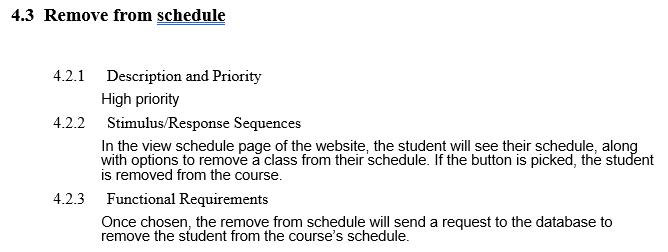 4.3 Remove from schedule
4.2.1 Description and Priority
High priority
4.2.2 Stimulus/Response Sequences
In the view schedule page of the website, the student will see their schedule, along
with options to remove a class from their schedule. If the button is picked, the student
is removed from the course.
4.2.3 Functional Requirements
Once chosen, the remove from schedule will send a request to the database to
remove the student from the course's schedule.